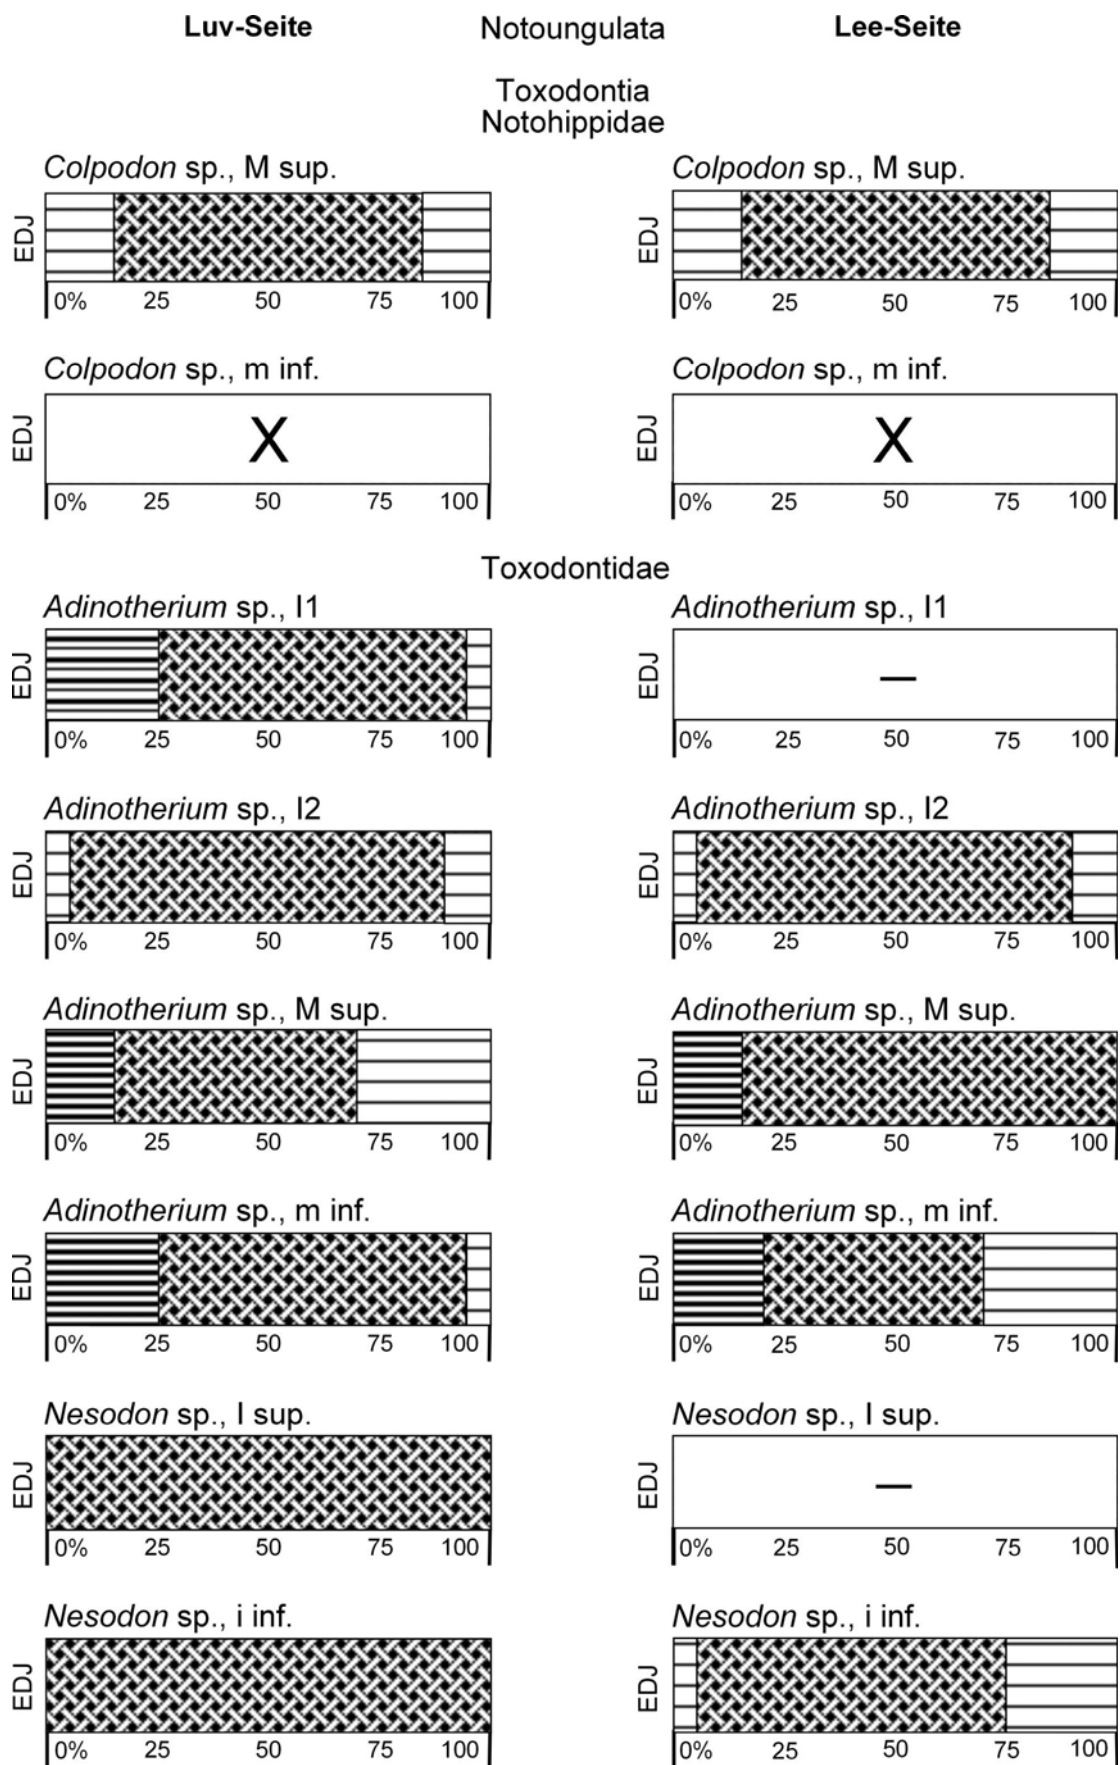 Luv-Seite Notoungulata Lee-Seite
Toxodontia
Notohippidae
Colpodon sp., M sup. Colpodon sp., M sup.
EDJ EDJ
0% 25 50 75 100 0% 25 50 75 100
Colpodon sp., m inf. Colpodon sp., m inf.
EDJ X EDJ X
0% 25 50 75 100 0% 25 50 75 100
Toxodontidae
Adinotherium sp., I1 Adinotherium sp., I1
EDJ EDJ –
0% 25 50 75 100 0% 25 50 75 100
Adinotherium sp., I2 Adinotherium sp., I2
EDJ EDJ
0% 25 50 75 100 0% 25 50 75 100
Adinotherium sp., M sup. Adinotherium sp., M sup.
EDJ EDJ
0% 25 50 75 100 0% 25 50 75 100
Adinotherium sp., m inf. Adinotherium sp., m inf.
EDJ EDJ
0% 25 50 75 100 0% 25 50 75 100
Nesodon sp., I sup. Nesodon sp., I sup.
EDJ EDJ –
0% 25 50 75 100 0% 25 50 75 100
Nesodon sp., i inf. Nesodon sp., i inf.
EDJ EDJ
0% 25 50 75 100 0% 25 50 75 100